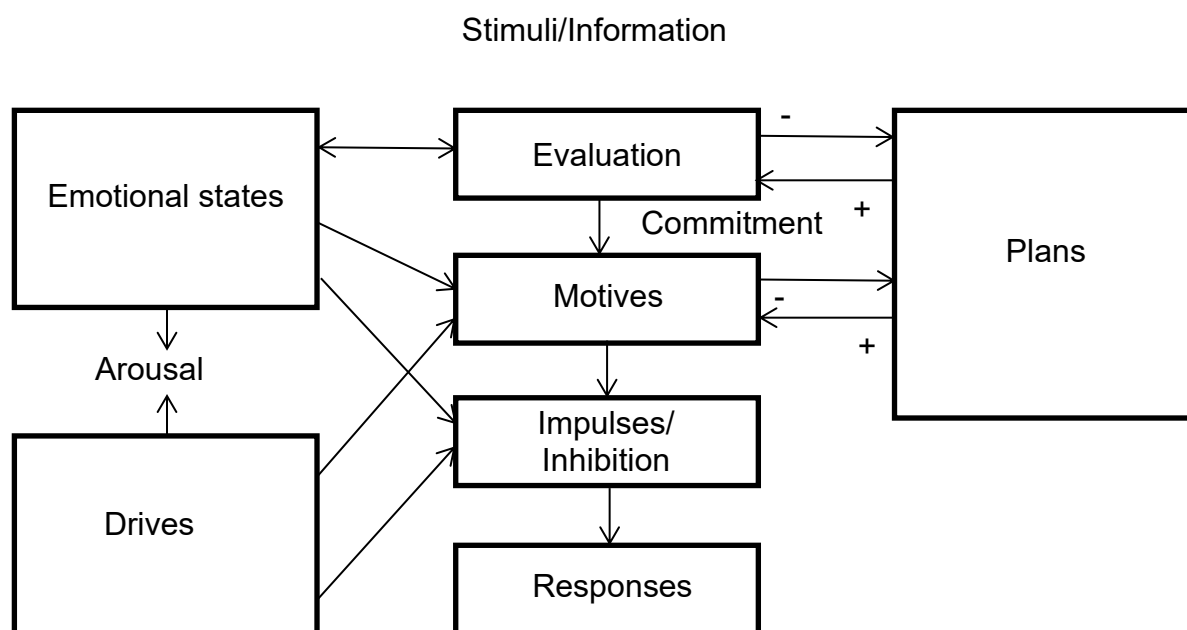 Stimuli/Information
-
Evaluation
Emotional states
+
Commitment
Plans
Motives
-
+
Arousal
Impulses/
Inhibition
Drives
Responses